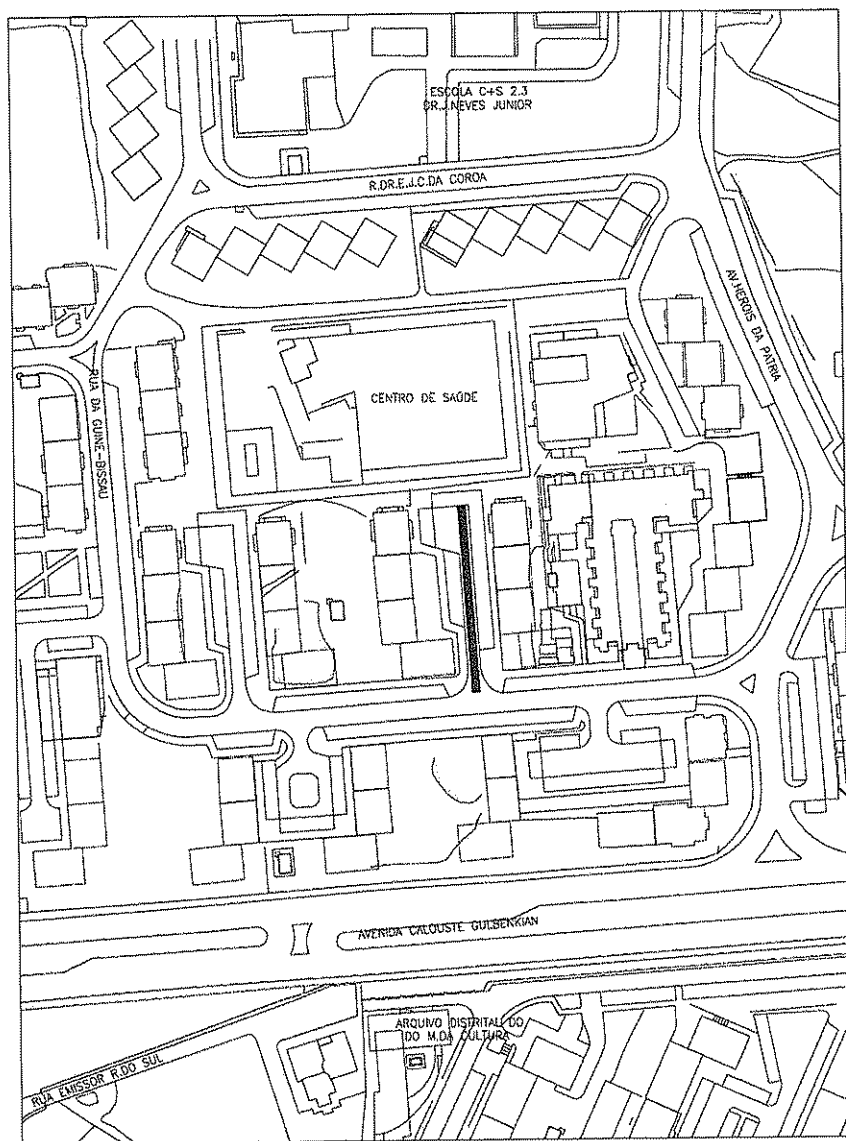 ESCOLA C+S 2.3
DR.J.NEVES JUNIOR
R.DR.E.J.C.DA COROA
AV.HEROIS DA PATRIA
RUA DA GUINE-BISSAU
CENTRO DE SAÚDE
AVENIDA CALOUSTE GULBENKIAN
ARQUIVO DISTRITAL DO
DO M.DA CULTURA
RUA EMISSOR R.DO SUL